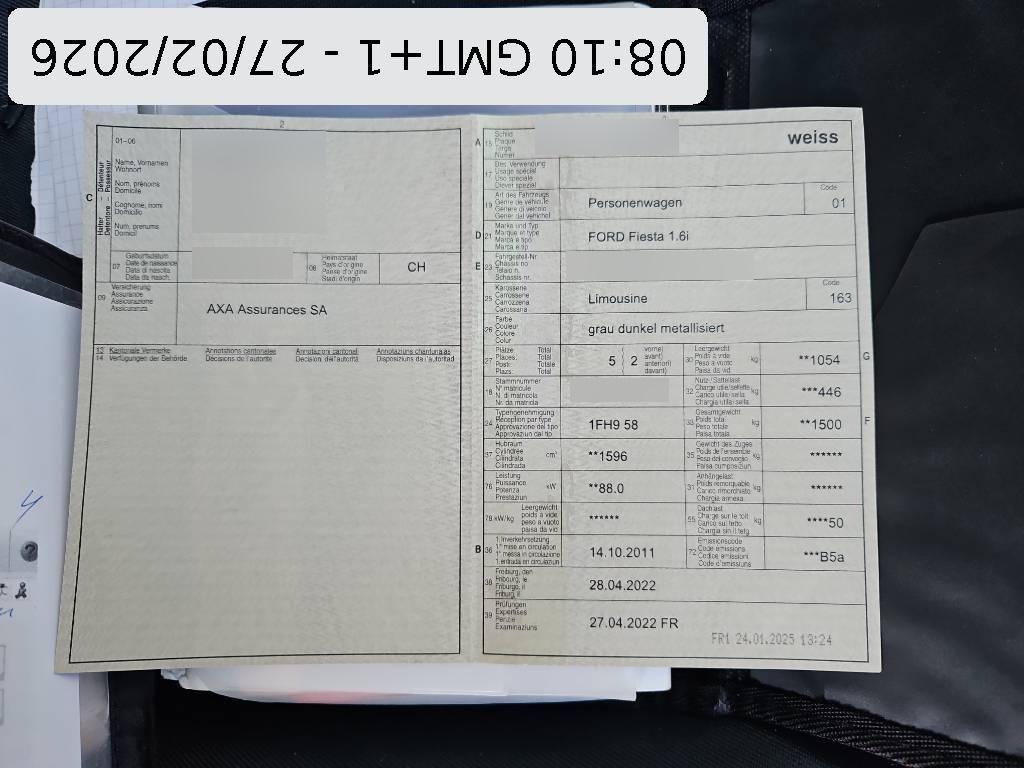 08:10 GMT+1 - 27/02/2026
2
C
Halter Détenteur
Detentore Possessur
01-06
Name, Vornamen
Wohnort
Nom, prénoms
Domicile
Cognome, nomi
Domicilio
Num, prenums
Domicil
07
Geburtsdatum
Date de naissance
Data di nascita
Data da nasch.
08
Heimatstaat
Pays d'origine
Paese d'origine
Stadi d'origin
CH
09
Versicherung
Assurance
Assicurazione
Assicuranza
AXA Assurances SA
13 Kantonale Vermerke Annotations cantonales Annotazioni cantonali Annotaziuns chantunalas
14 Verfügungen der Behörde Décisions de l'autorité Decisioni dell'autorità Disposiziuns da l'autoritad
A
15
Schild
Plaque
Targa
Numer
weiss
17
Bes. Verwendung
Usage spécial
Uso speciale
Diever spezial
19
Art des Fahrzeugs
Genre de véhicule
Genere di veicolo
Gener dal vehichel
Personenwagen
Code
01
D
21
Marke und Typ
Marque et type
Marca e tipo
Marca e tip
FORD Fiesta 1.6i
E
23
Fahrgestell-Nr
Chassis no
Telaio n.
Schassis nr.
25
Karosserie
Carrosserie
Carrozzeria
Carossaria
Limousine
Code
163
26
Farbe
Couleur
Colore
Colur
grau dunkel metallisiert
27
Plätze: Total
Places: Total
Posti: Totale
Plazs: Total
5 ( 2
vorne)
avant)
anteriori)
davant)
30
Leergewicht
Poids à vide
Peso a vuoto
Paisa da vid
kg
**1054
G
18
Stammnummer
N° matricule
N. di matricola
Nr. da matricla
32
Nutz-/Sattellast
Charge utile/sellette
Carico utile/sella
Chargia utila/sella
kg
***446
24
Typengenehmigung
Réception par type
Approvazione del tipo
Approvaziun dal tip
1FH9 58
33
Gesamtgewicht
Poids total
Peso totale
Paisa totala
kg
**1500
F
37
Hubraum
Cylindrée
Cilindrata
Cilindrada
cm³
**1596
35
Gewicht des Zuges
Poids de l'ensemble
Peso del convoglio
Paisa cumposiziun
kg
******
76
Leistung
Puissance
Potenza
Prestaziun
kW
**88.0
31
Anhängelast
Poids remorquable
Carico rimorchiato
Chargia annexa
kg
******
78 kW/kg
Leergewicht
poids à vide
peso a vuoto
paisa da vid
******
55
Dachlast
Charge sur le toit
Carico sul tetto
Chargia sin il tetg
kg
****50
B
36
1. Inverkehrsetzung
1re mise en circulation
1a messa in circolazione
1. entrada en circulaziun
14.10.2011
72
Emissionscode
Code émissions
Codice emissioni
Code d'emissiuns
***B5a
38
Freiburg, den
Fribourg, le
Friburgo, il
Friburg, il
28.04.2022
39
Prüfungen
Expertises
Perizie
Examinaziuns
27.04.2022 FR
FR1 24.01.2025 13:24